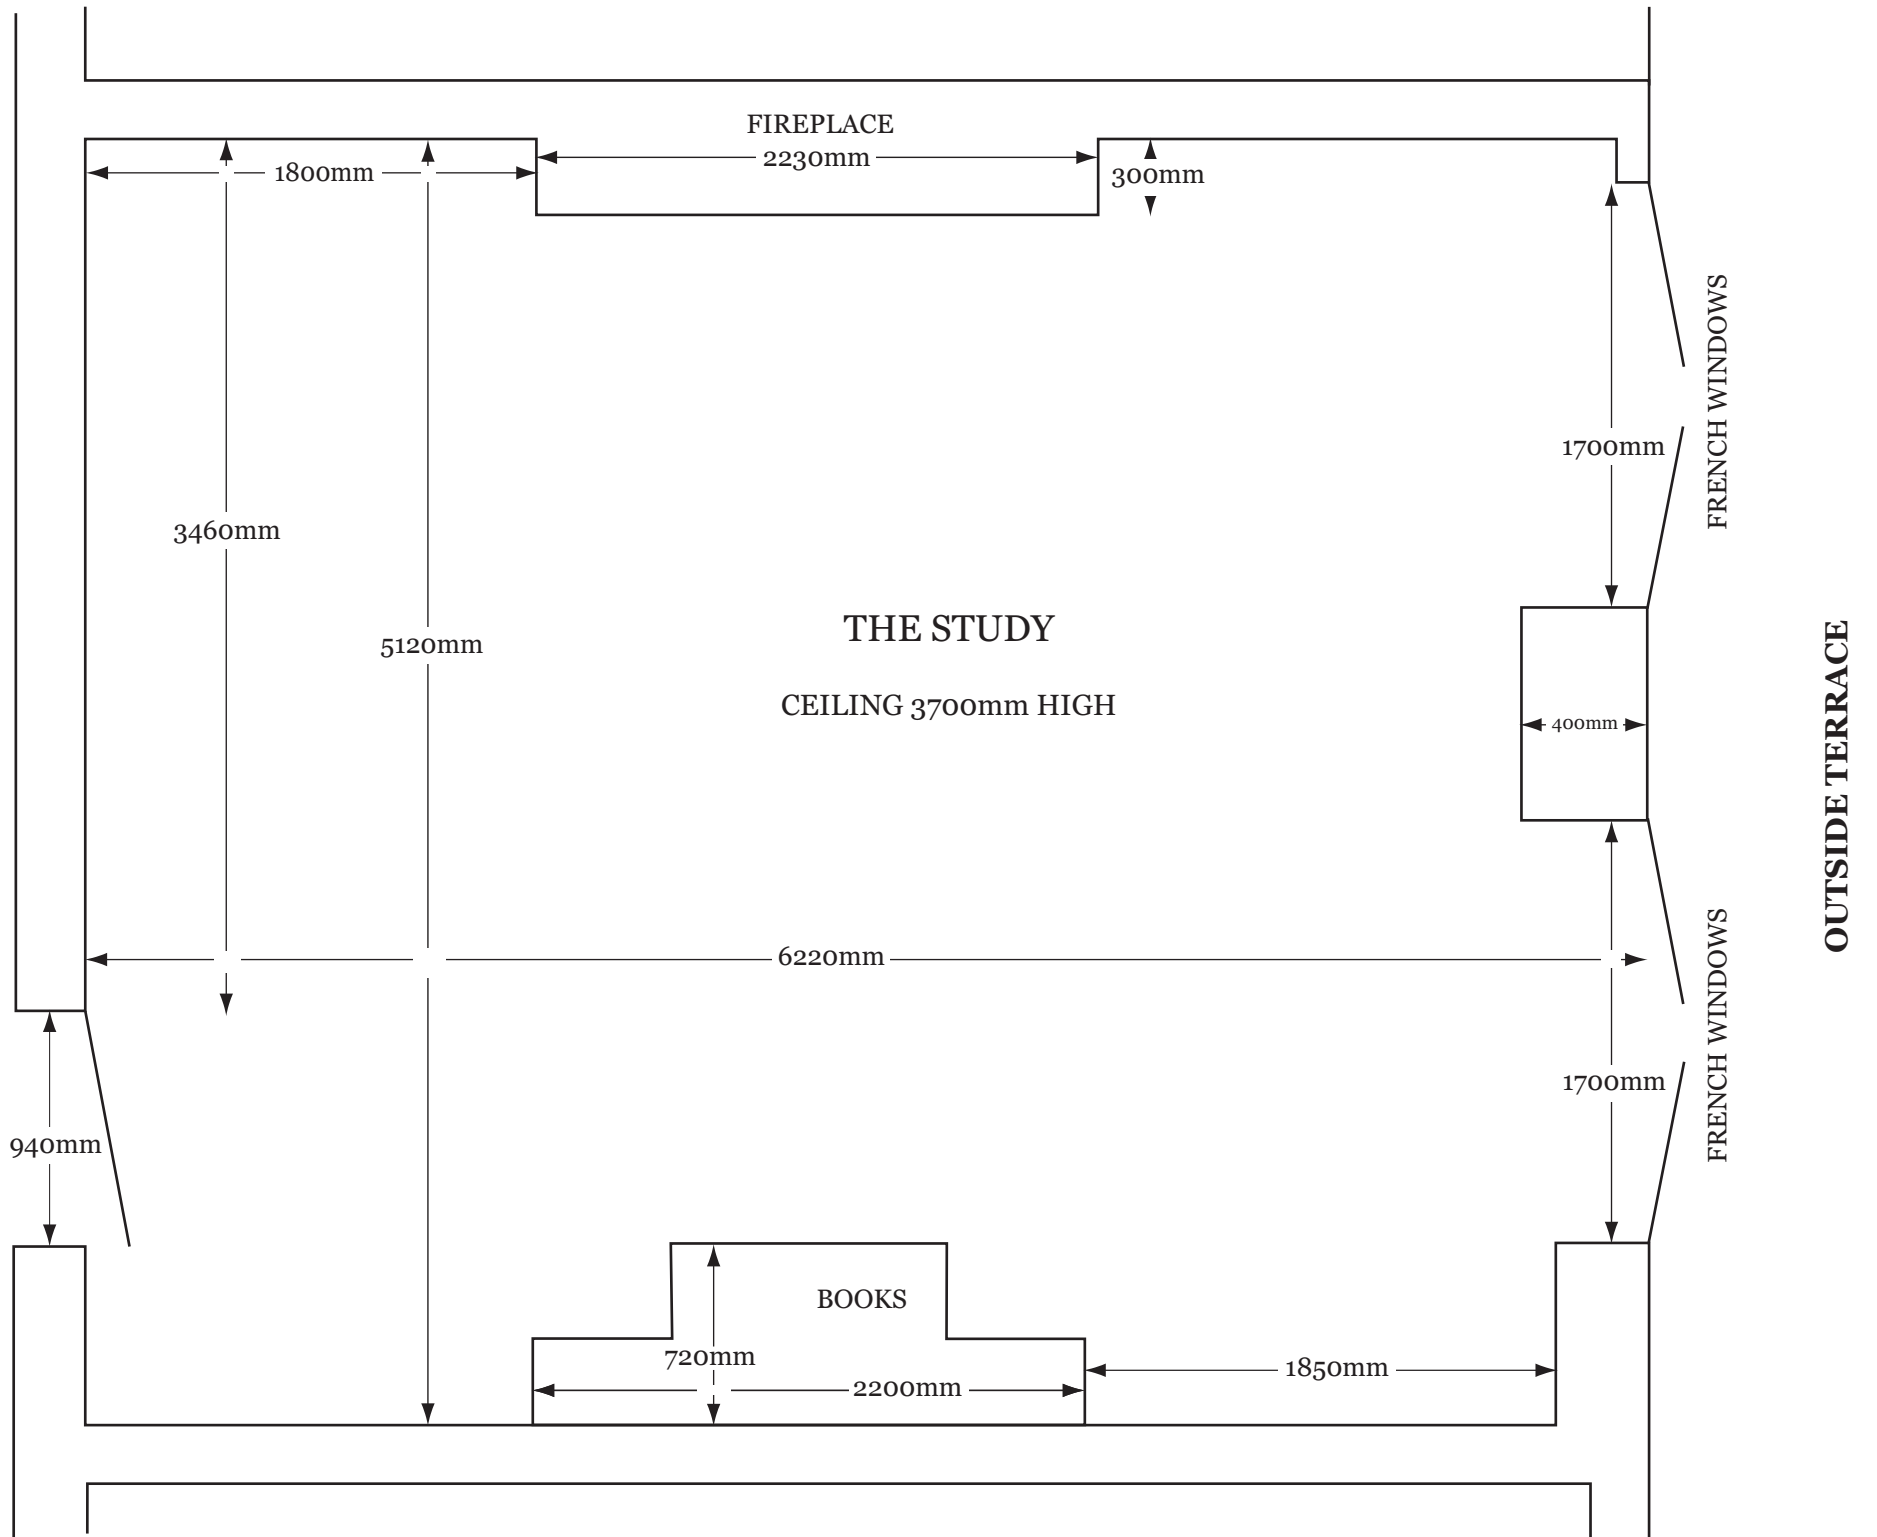 FIREPLACE
2230mm
1800mm
300mm
FRENCH WINDOWS
1700mm
3460mm
THE STUDY
5120mm
CEILING 3700mm HIGH
400mm
OUTSIDE TERRACE
6220mm
FRENCH WINDOWS
1700mm
940mm
BOOKS
720mm
2200mm
1850mm